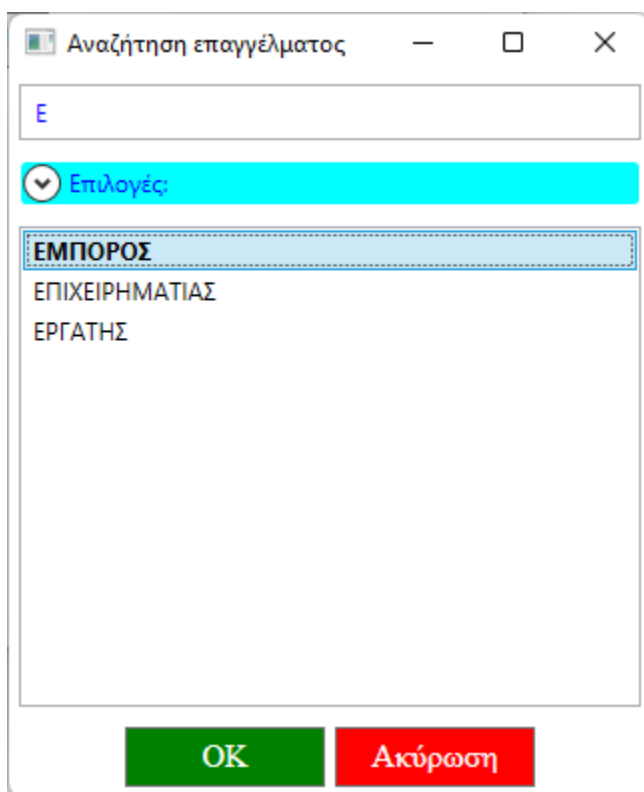 Αναζήτηση επαγγέλματος
Ε
Επιλογές:
ΕΜΠΟΡΟΣ
ΕΠΙΧΕΙΡΗΜΑΤΙΑΣ
ΕΡΓΑΤΗΣ
OK Ακύρωση